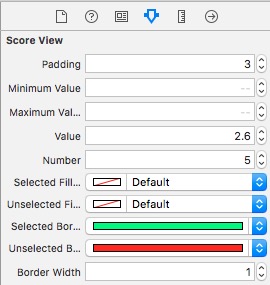 Score View
Padding 3
Minimum Value --
Maximum Val... --
Value 2.6
Number 5
Selected Fill... Default
Unselected Fi... Default
Selected Bor...
Unselected B...
Border Width 1